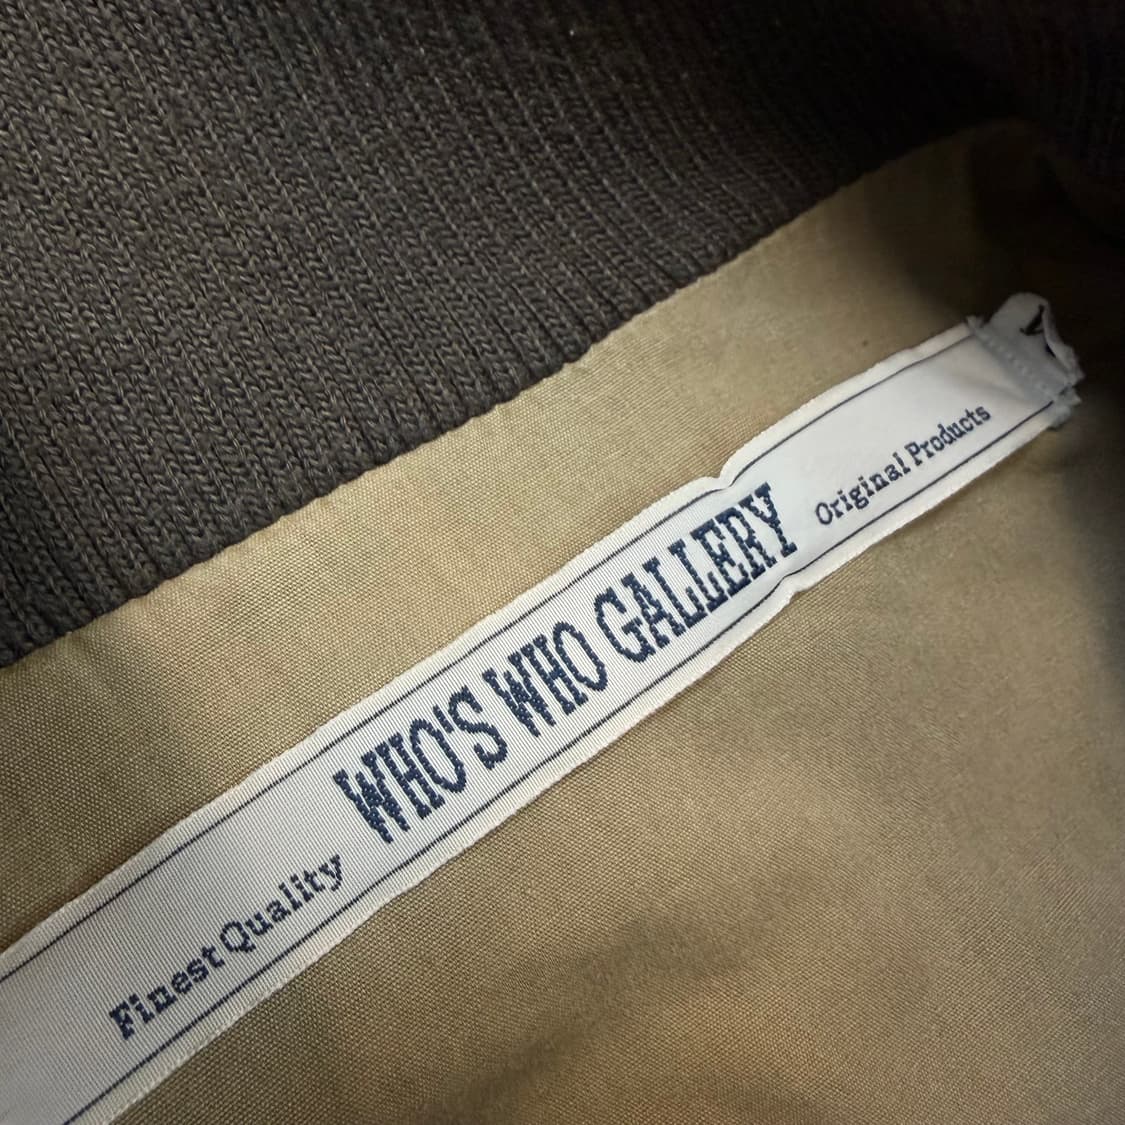 Finest Quality WHO'S WHO GALLERY Original Products